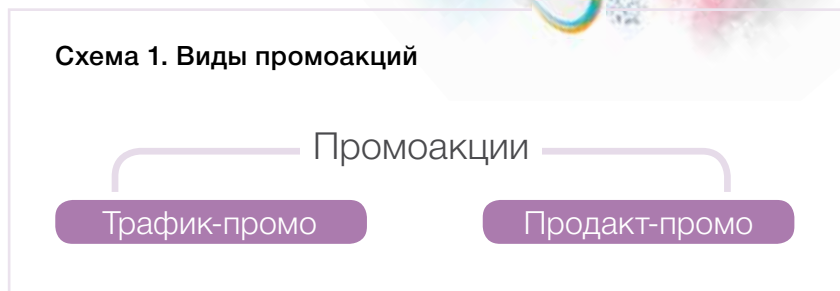 Схема 1. Виды промоакций
Промоакции
Трафик-промо
Продакт-промо